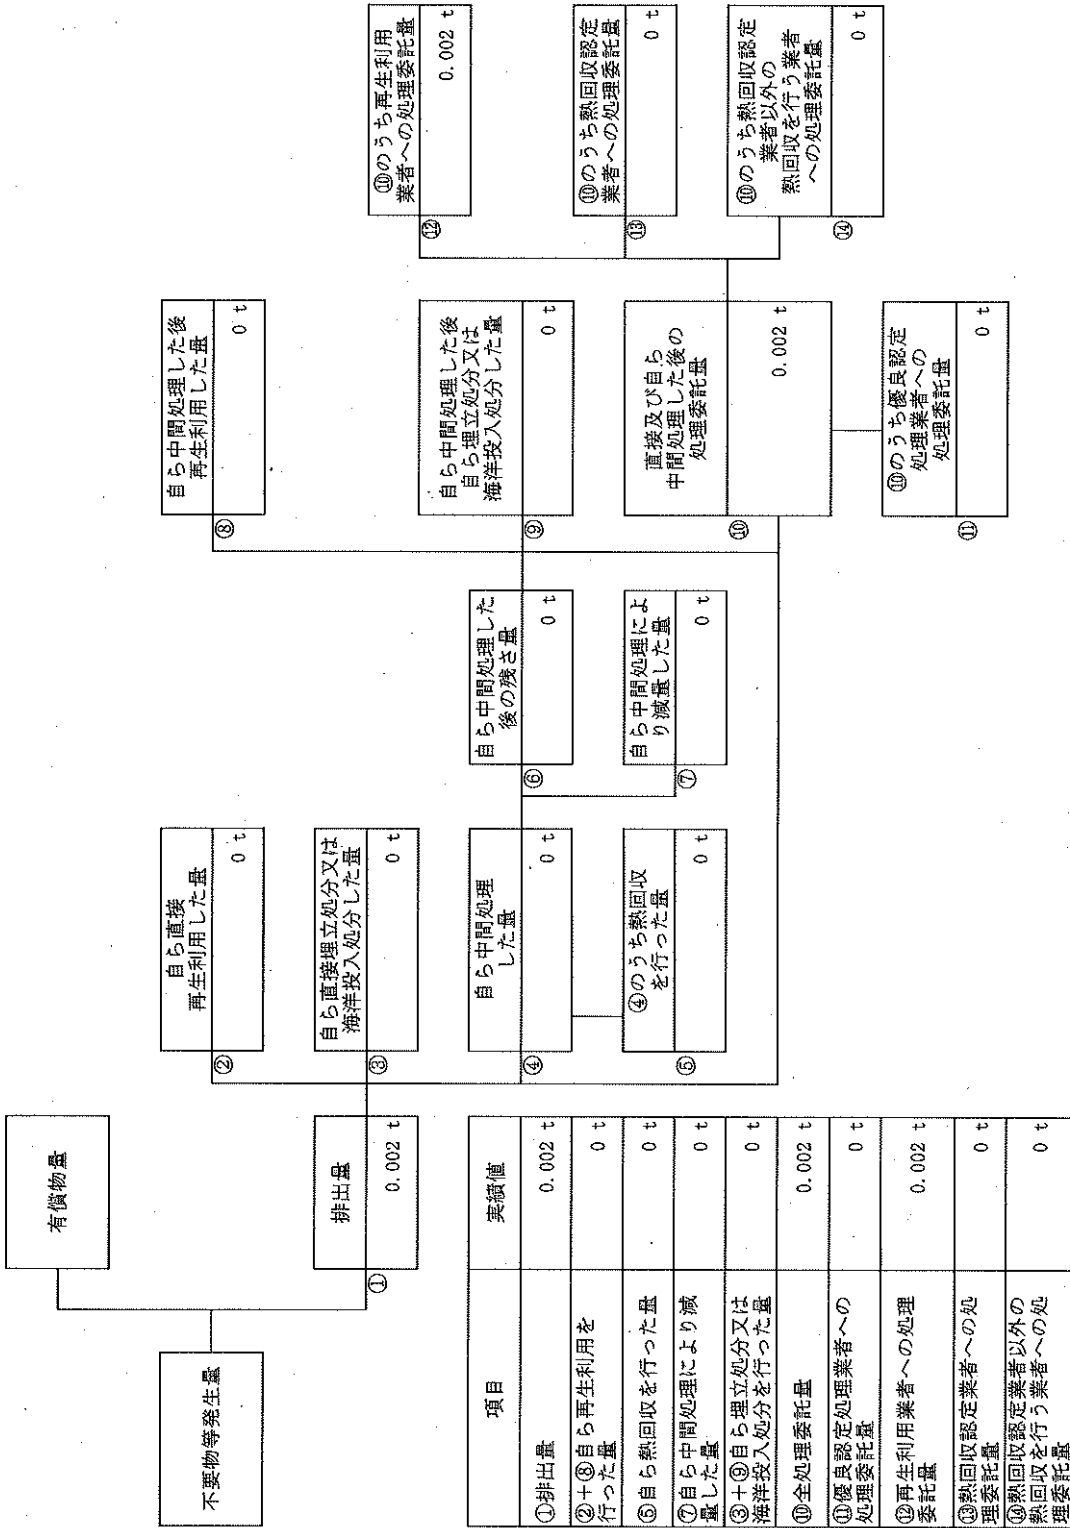 不要物等発生量
有償物量
排出量
① 0.002 t
自ら直接
再生利用した量
② 0 t
自ら直接埋立処分又は
海洋投入処分した量
③ 0 t
自ら中間処理
した量
④ 0 t
④のうち熱回収
を行った量
⑤ 0 t
自ら中間処理した
後の残さ量
⑥ 0 t
自ら中間処理によ
り減量した量
⑦ 0 t
自ら中間処理した後
再生利用した量
⑧ 0 t
自ら中間処理した後
自ら埋立処分又は
海洋投入処分した量
⑨ 0 t
直接及び自ら
中間処理した後の
処理委託量
⑩ 0.002 t
⑩のうち優良認定
処理業者への
処理委託量
⑪ 0 t
⑩のうち再生利用
業者への処理委託量
⑫ 0.002 t
⑩のうち熱回収認定
業者への処理委託量
⑬ 0 t
⑩のうち熱回収認定
業者以外の
熱回収を行う業者
への処理委託量
⑭ 0 t
項目 実績値
①排出量 0.002 t
②+⑧自ら再生利用を
行った量 0 t
⑥自ら熱回収を行った量 0 t
⑦自ら中間処理により減
量した量 0 t
③+⑨自ら埋立処分又は
海洋投入処分を行った量 0 t
⑩全処理委託量 0.002 t
⑪優良認定処理業者への
処理委託量 0 t
⑫再生利用業者への処理
委託量 0.002 t
⑬熱回収認定業者への処
理委託量 0 t
⑭熱回収認定業者以外の
熱回収を行う業者への処
理委託量 0 t